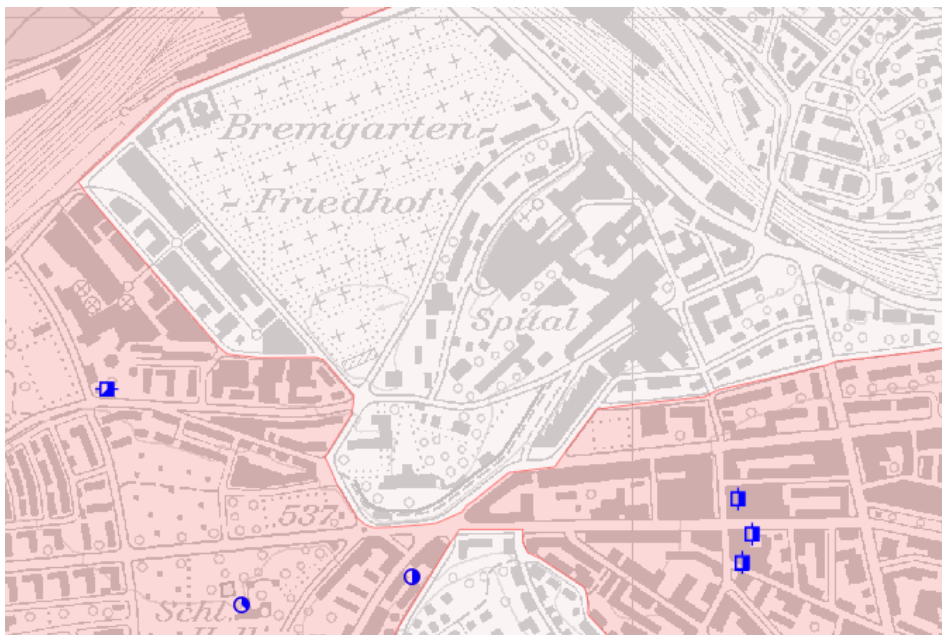 Bremgarten-
- Friedhof
Spital
537
Schl.